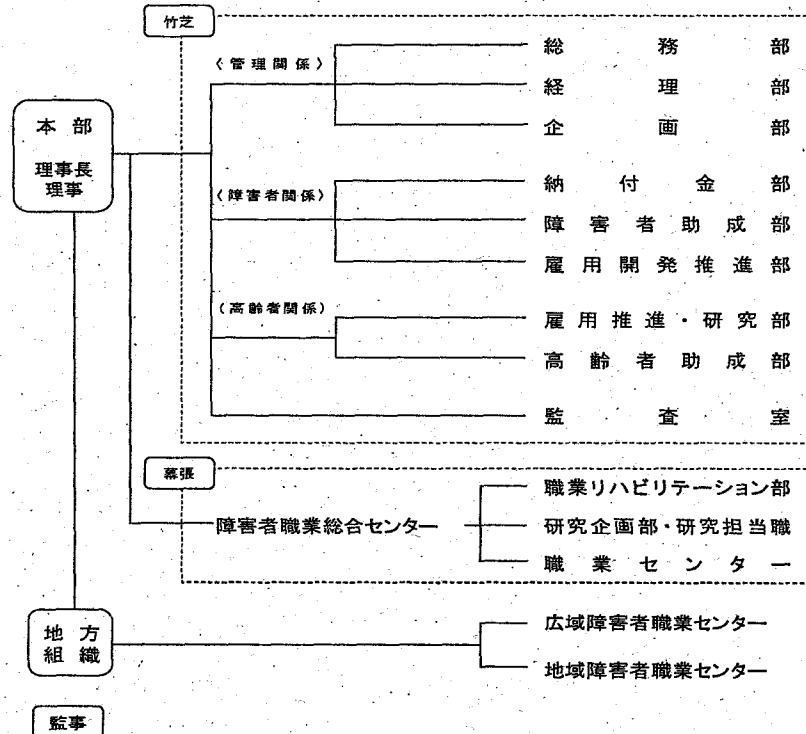 竹芝
〈管理関係〉
総務部
経理部
企画部
本部
理事長
理事
〈障害者関係〉
納付金部
障害者助成部
雇用開発推進部
〈高齢者関係〉
雇用推進・研究部
高齢者助成部
監査室
幕張
障害者職業総合センター
職業リハビリテーション部
研究企画部・研究担当職
職業センター
地方
組織
広域障害者職業センター
地域障害者職業センター
監事